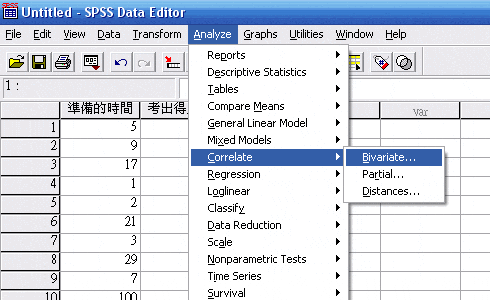 Untitled - SPSS Data Editor
File Edit View Data Transform Analyze Graphs Utilities Window Help
1 :
準備的時間 考出得 var
1 5
2 9
3 17
4 1
5 2
6 21
7 3
8 29
9 7
10 100
Reports
Descriptive Statistics
Tables
Compare Means
General Linear Model
Mixed Models
Correlate
Regression
Loglinear
Classify
Data Reduction
Scale
Nonparametric Tests
Time Series
Survival
Bivariate...
Partial...
Distances...